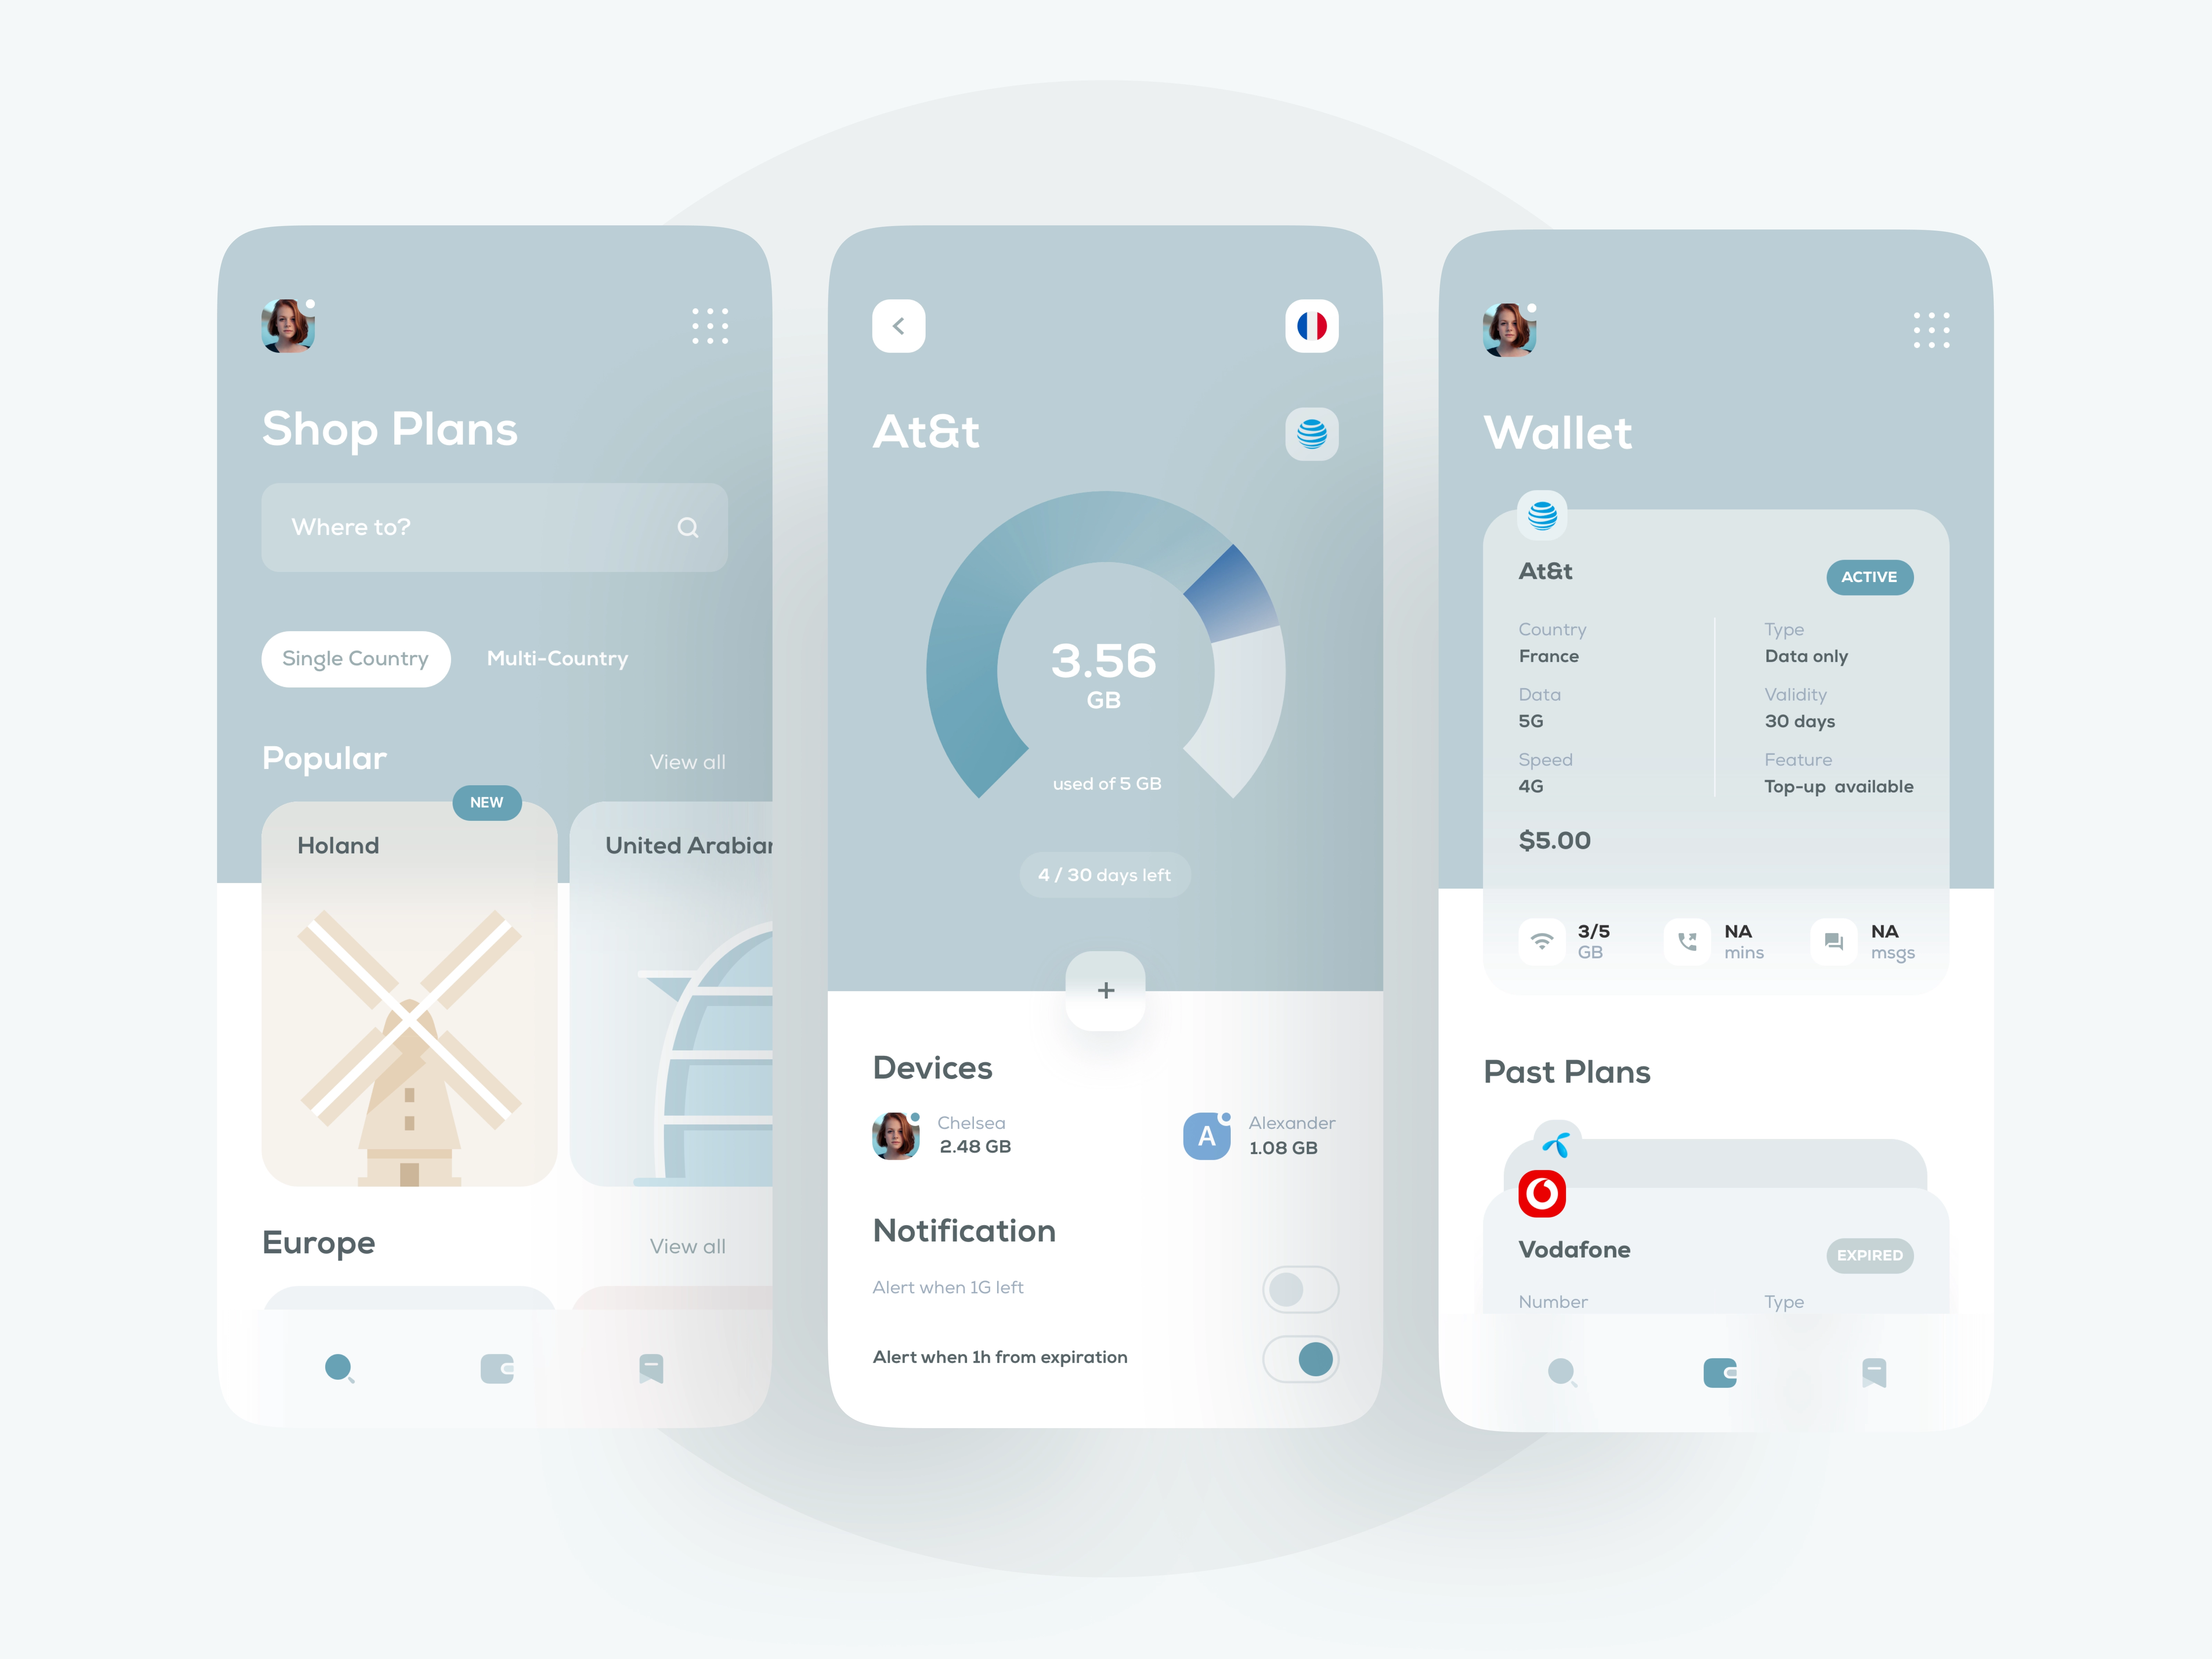 Shop Plans
Where to?
Single Country
Multi-Country
Popular
View all
NEW
Holand
United Arabian
Europe
View all
At&t
3.56
GB
used of 5 GB
4 / 30 days left
+
Devices
Chelsea
2.48 GB
A
Alexander
1.08 GB
Notification
Alert when 1G left
Alert when 1h from expiration
Wallet
At&t
ACTIVE
Country
France
Type
Data only
Data
5G
Validity
30 days
Speed
4G
Feature
Top-up available
$5.00
3/5
GB
NA
mins
NA
msgs
Past Plans
Vodafone
EXPIRED
Number
Type